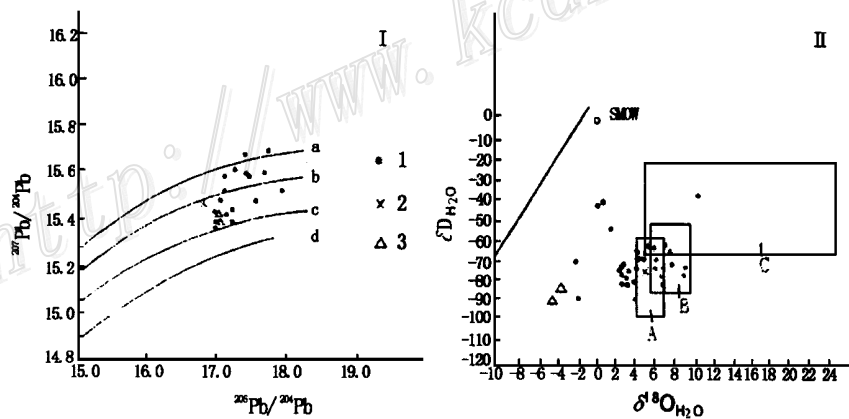 http://www.kcd
I
16.2
16.0
15.8
15.6
15.4
15.2
15.0
14.8
²⁰⁷Pb/²⁰⁴Pb
a
b
c
d
1
2
3
15.0 16.0 17.0 18.0 19.0
²⁰⁶Pb/²⁰⁴Pb
II
0
-10
-20
-30
-40
-50
-60
-70
-80
-90
-100
-120
δD_H₂O
SMOW
A
B
C
-10 -8 -6 -4 -2 0 2 4 6 8 10 12 14 16 18 20 22 24
δ¹⁸O_H₂O